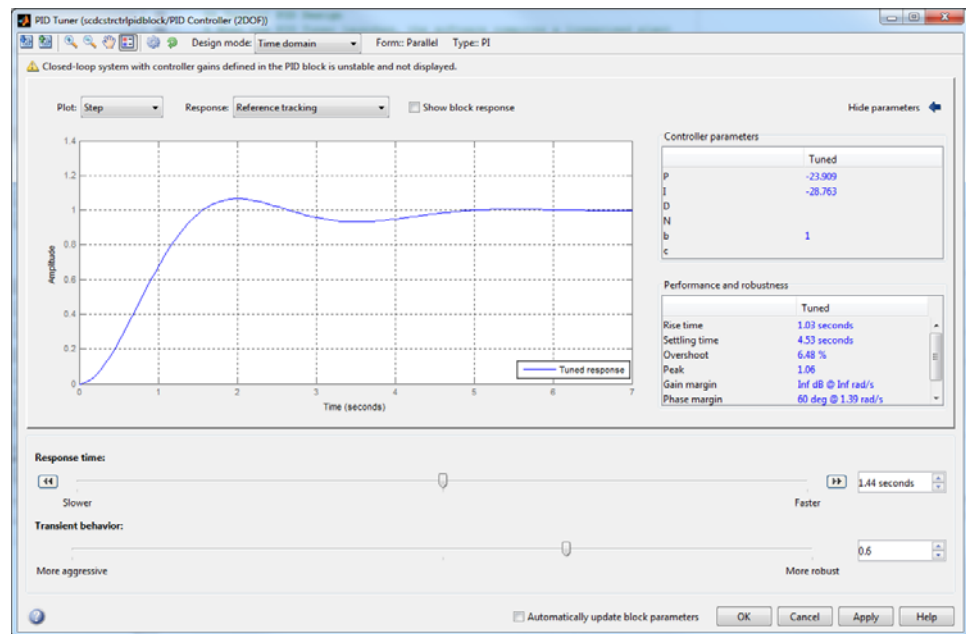 PID Tuner (scdcstrctrlpidblock/PID Controller (2DOF))
Design mode: Time domain Form:: Parallel Type:: PI
Closed-loop system with controller gains defined in the PID block is unstable and not displayed.
Plot: Step Response: Reference tracking Show block response Hide parameters
1.4
1.2
1
0.8
0.6
0.4
0.2
0
Amplitude
0 1 2 3 4 5 6 7
Time (seconds)
Tuned response
Controller parameters
Tuned
P -23.909
I -28.763
D
N
b 1
c
Performance and robustness
Tuned
Rise time 1.03 seconds
Settling time 4.53 seconds
Overshoot 6.48 %
Peak 1.06
Gain margin Inf dB @ Inf rad/s
Phase margin 60 deg @ 1.39 rad/s
Response time:
1.44 seconds
Slower Faster
Transient behavior:
0.6
More aggressive More robust
Automatically update block parameters OK Cancel Apply Help